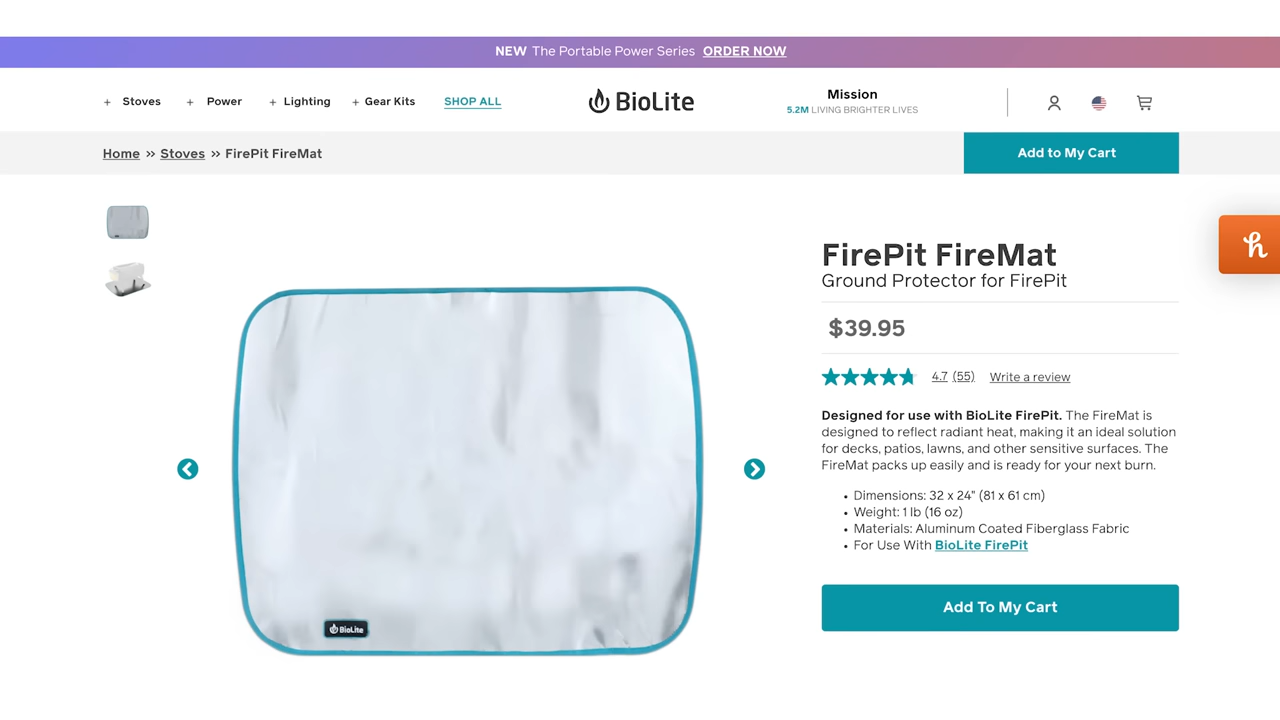 NEW The Portable Power Series ORDER NOW
+ Stoves + Power + Lighting + Gear Kits SHOP ALL
BioLite
Mission
5.2M LIVING BRIGHTER LIVES
Home » Stoves » FirePit FireMat
Add to My Cart
FirePit FireMat
Ground Protector for FirePit
$39.95
4.7 (55) Write a review
Designed for use with BioLite FirePit. The FireMat is
designed to reflect radiant heat, making it an ideal solution
for decks, patios, lawns, and other sensitive surfaces. The
FireMat packs up easily and is ready for your next burn.
• Dimensions: 32 x 24" (81 x 61 cm)
• Weight: 1 lb (16 oz)
• Materials: Aluminum Coated Fiberglass Fabric
• For Use With BioLite FirePit
Add To My Cart
BioLite
h